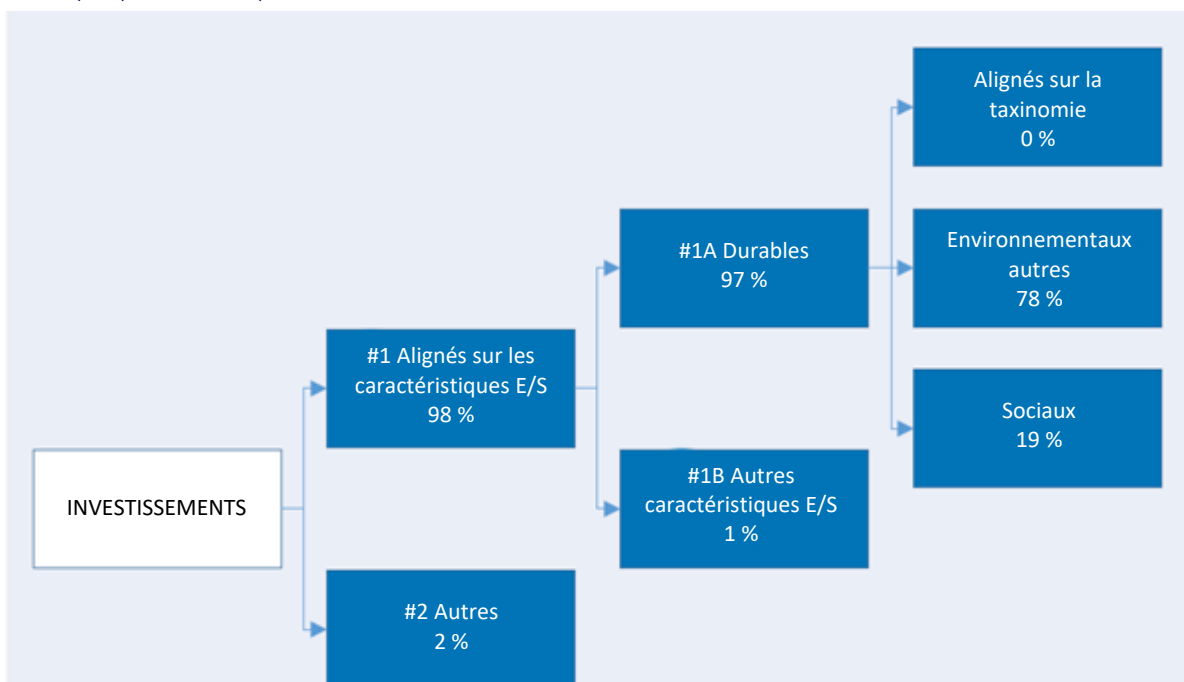 INVESTISSEMENTS
#1 Alignés sur les
caractéristiques E/S
98 %
#2 Autres
2 %
#1A Durables
97 %
#1B Autres
caractéristiques E/S
1 %
Alignés sur la
taxinomie
0 %
Environnementaux
autres
78 %
Sociaux
19 %